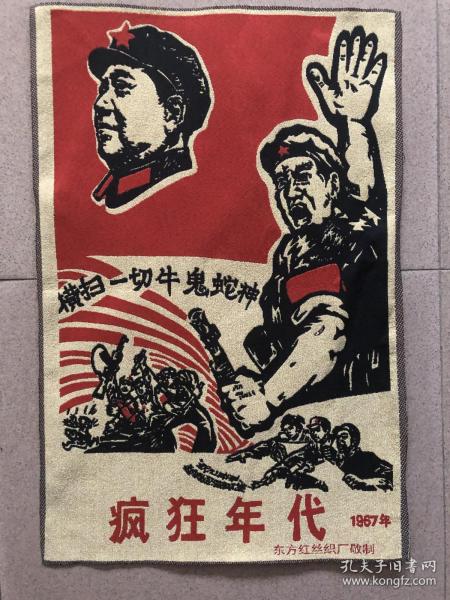 横扫一切牛鬼蛇神
疯狂年代
1967年
东方红丝织厂敬制
孔夫子旧书网
www.kongfz.com